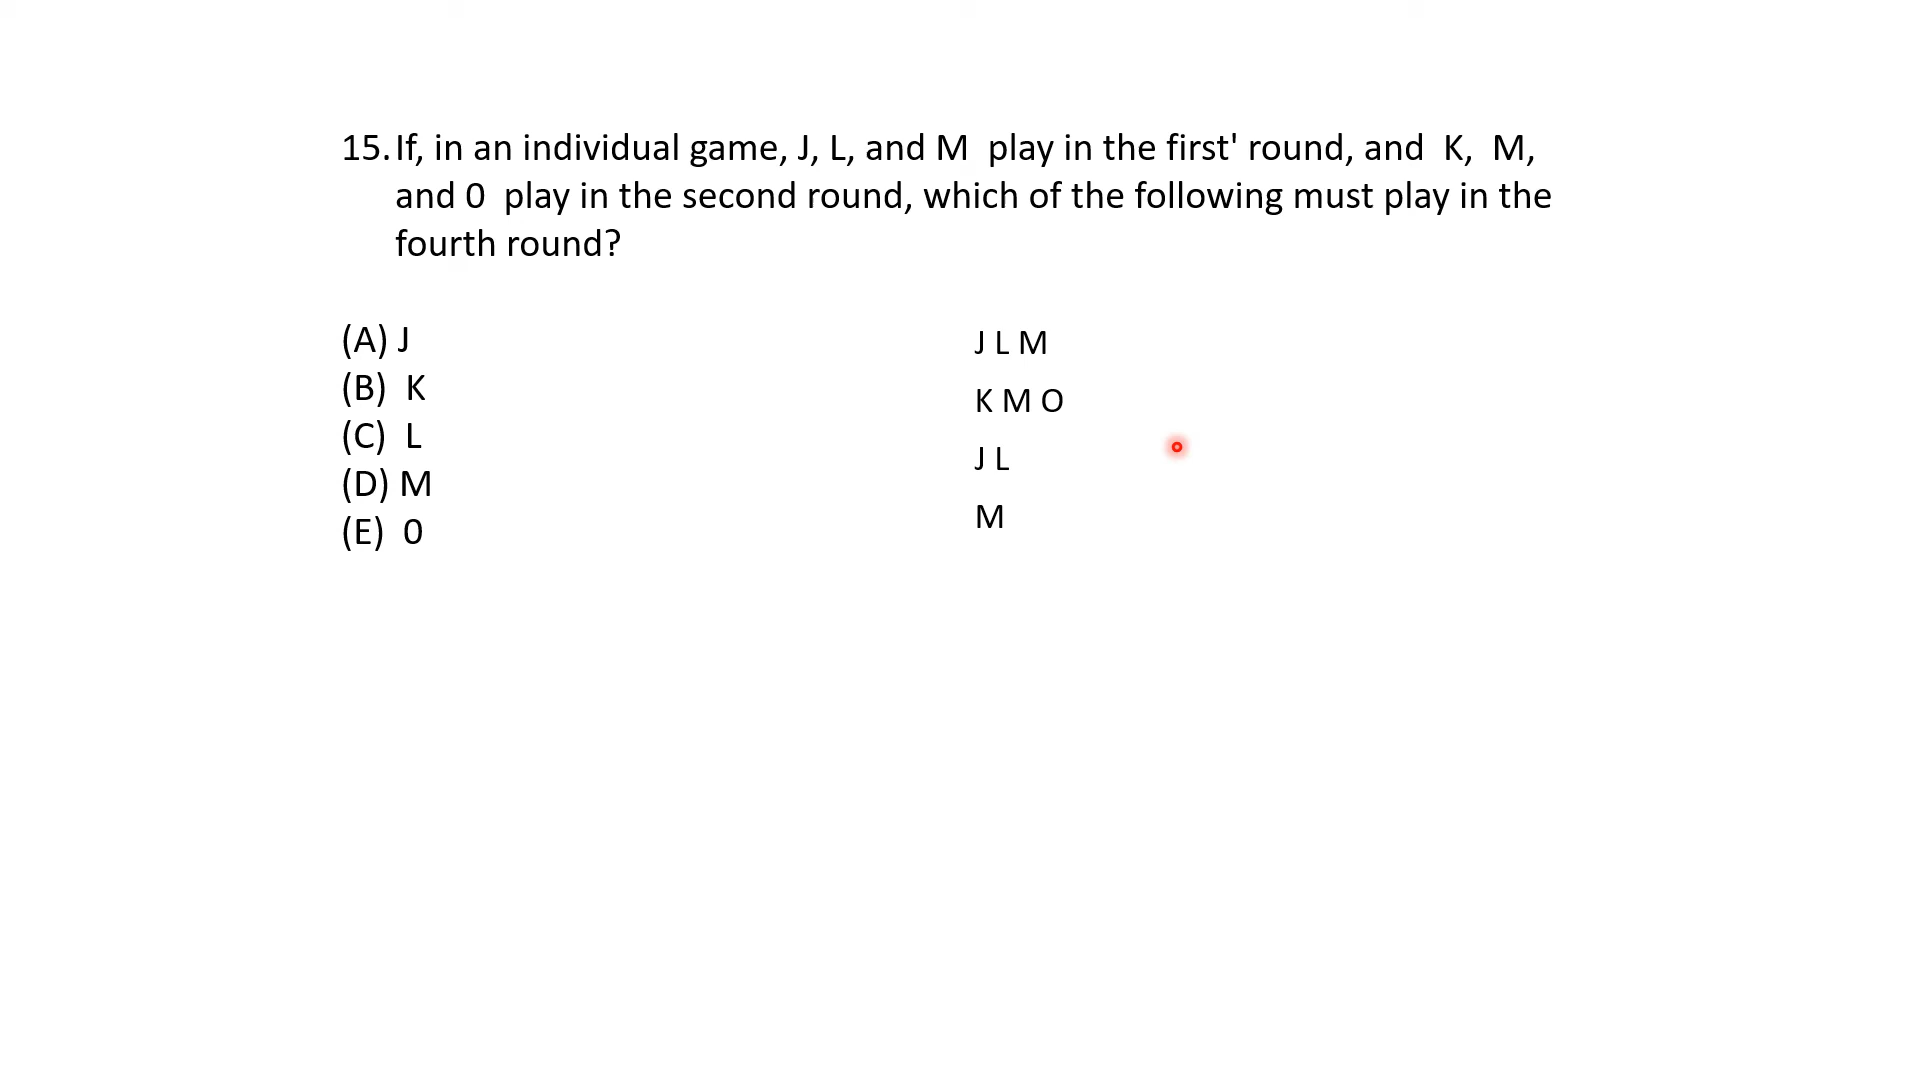 15. If, in an individual game, J, L, and M play in the first' round, and K, M,
and 0 play in the second round, which of the following must play in the
fourth round?
(A) J
(B) K
(C) L
(D) M
(E) 0
J L M
K M O
J L
M